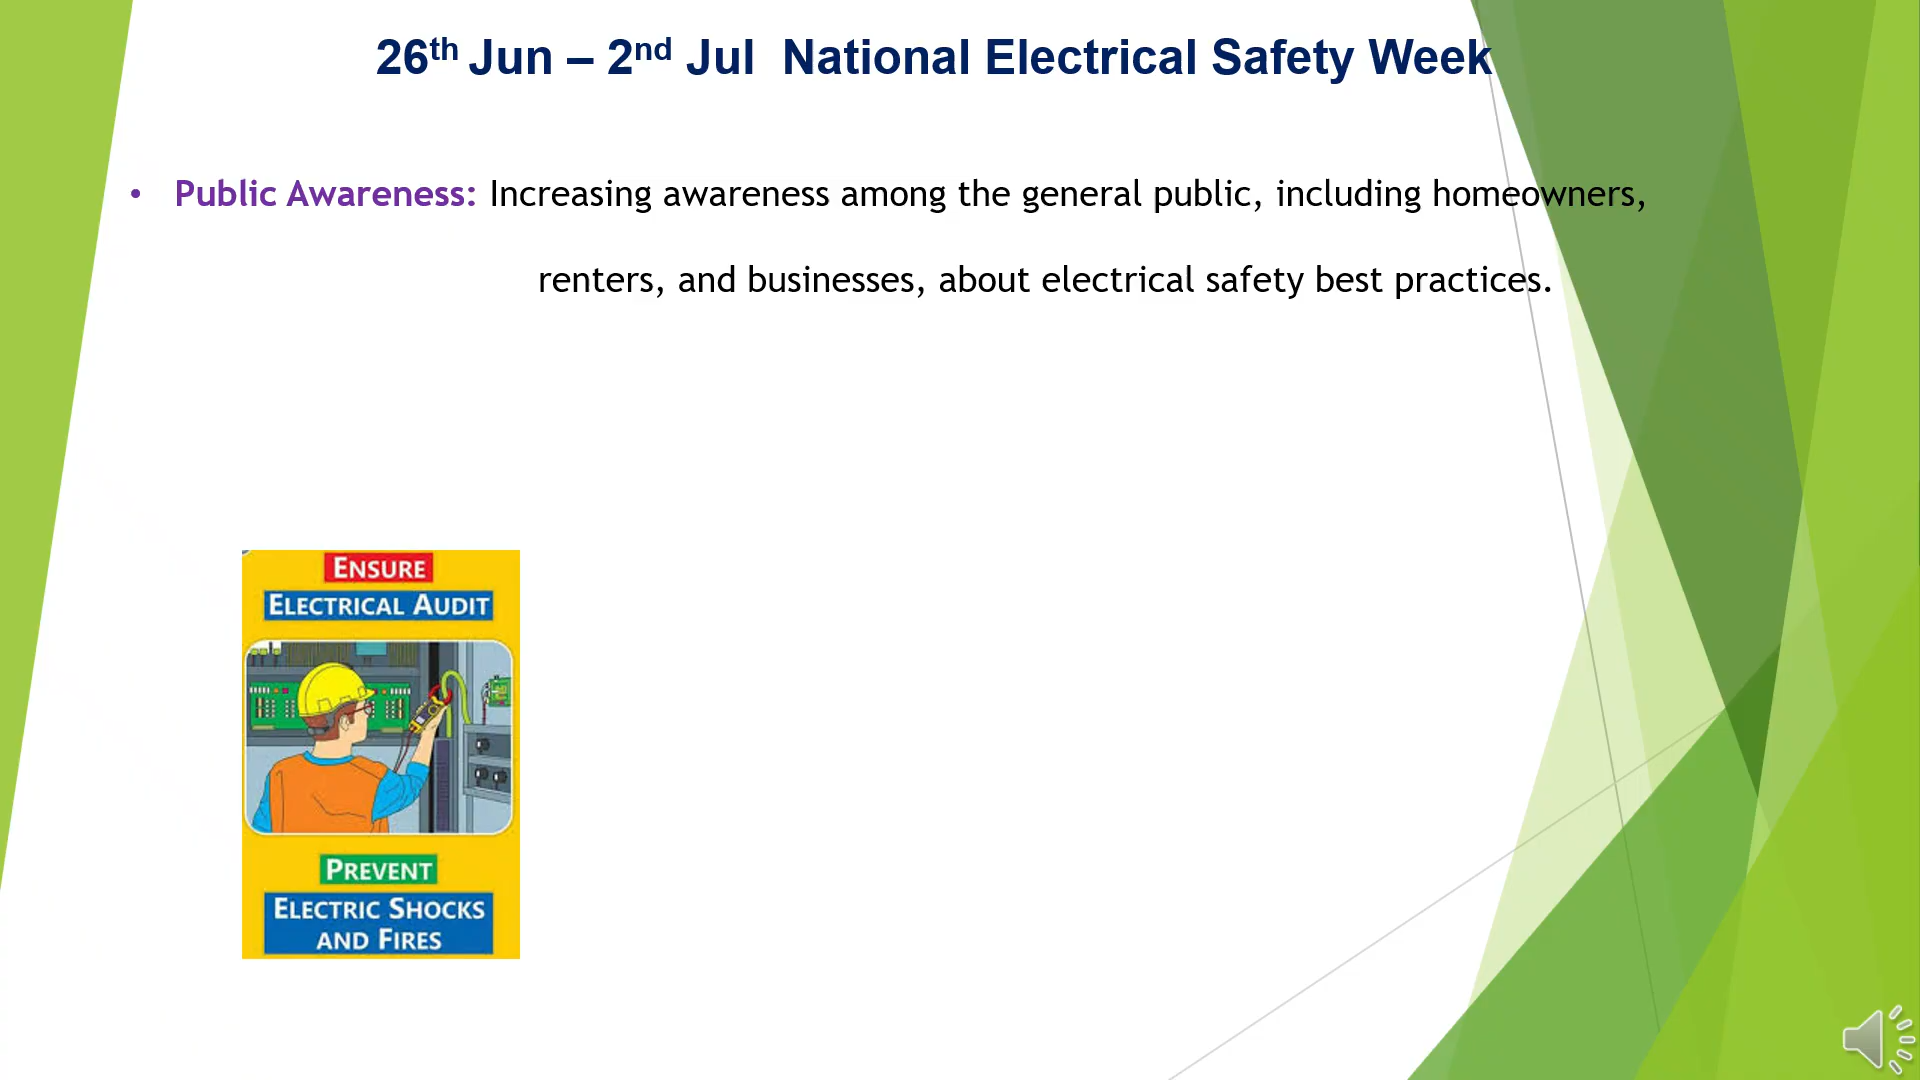 26th Jun – 2nd Jul  National Electrical Safety Week
• Public Awareness: Increasing awareness among the general public, including homeowners,
renters, and businesses, about electrical safety best practices.
ENSURE
ELECTRICAL AUDIT
PREVENT
ELECTRIC SHOCKS
AND FIRES